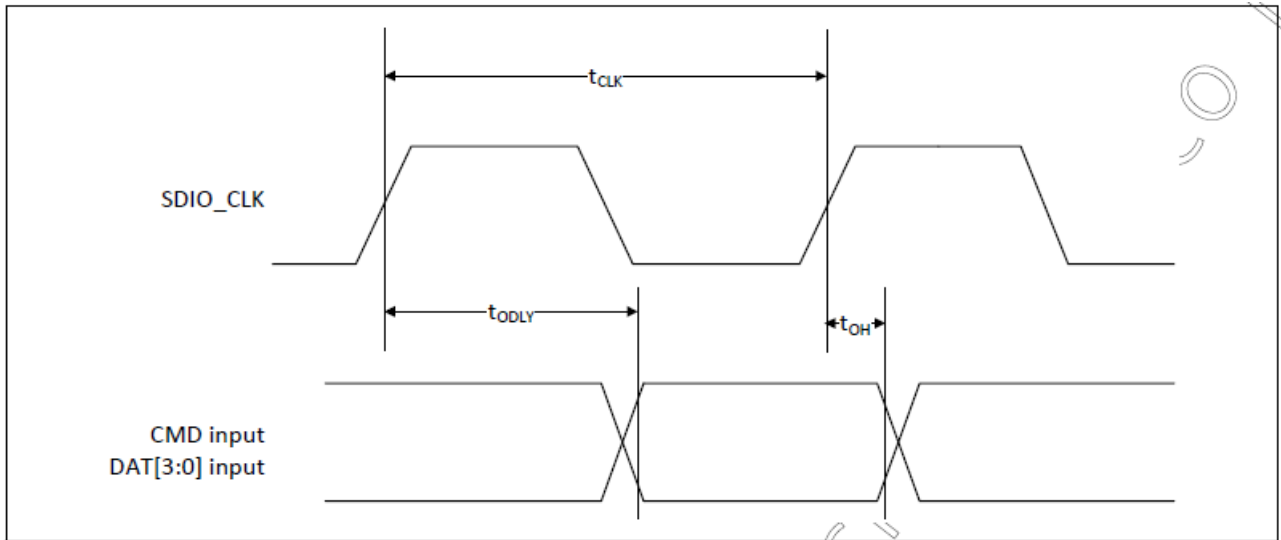 tCLK
SDIO_CLK
tODLY
tOH
CMD input
DAT[3:0] input